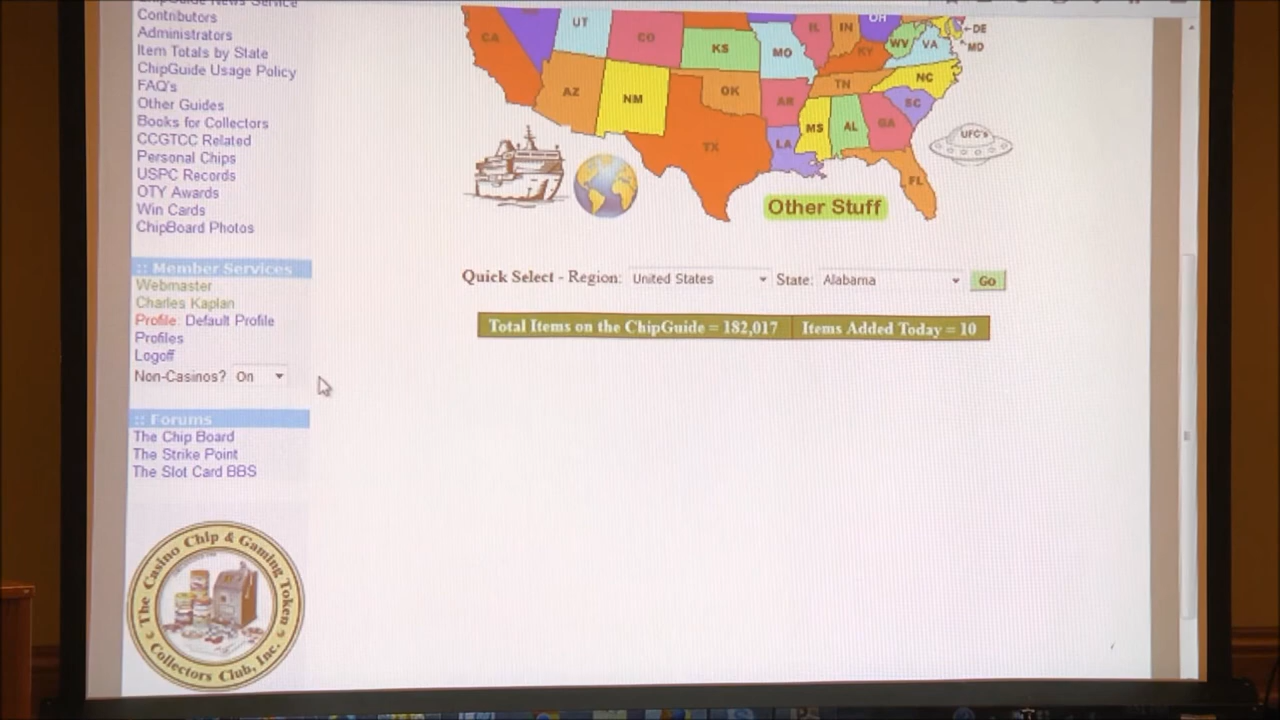 ChipGuide News Service
Contributors
Administrators
Item Totals by State
ChipGuide Usage Policy
FAQ's
Other Guides
Books for Collectors
CCGTCC Related
Personal Chips
USPC Records
OTY Awards
Win Cards
ChipBoard Photos
:: Member Services
Webmaster
Charles Kaplan
Profile: Default Profile
Profiles
Logoff
Non-Casinos? On
:: Forums
The Chip Board
The Strike Point
The Slot Card BBS
The Casino Chip & Gaming Token
Collectors Club, Inc.
CA
UT
CO
KS
MO
IL
IN
OH
KY
WV
VA
DE
MD
AZ
NM
OK
AR
TN
NC
SC
TX
LA
MS
AL
GA
FL
UFC's
Other Stuff
Quick Select - Region: United States State: Alabama Go
Total Items on the ChipGuide = 182,017 Items Added Today = 10